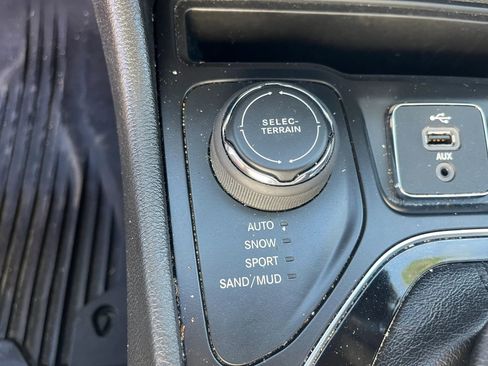 SELEC-
TERRAIN
AUX
AUTO
SNOW
SPORT
SAND/MUD